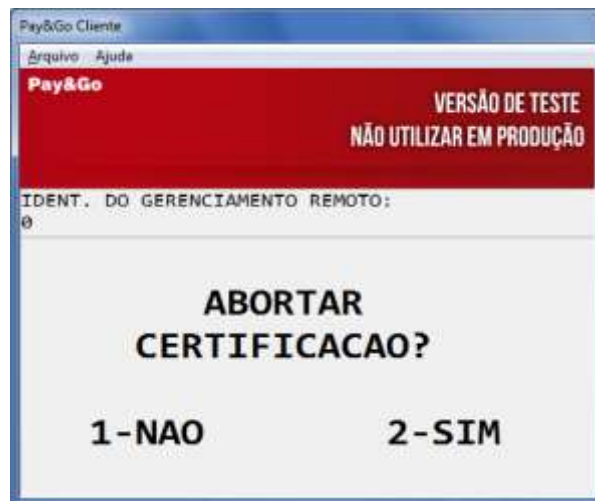 Pay&Go Cliente
Arquivo Ajuda
Pay&Go
VERSÃO DE TESTE
NÃO UTILIZAR EM PRODUÇÃO
IDENT. DO GERENCIAMENTO REMOTO:
0
ABORTAR
CERTIFICACAO?
1-NAO 2-SIM